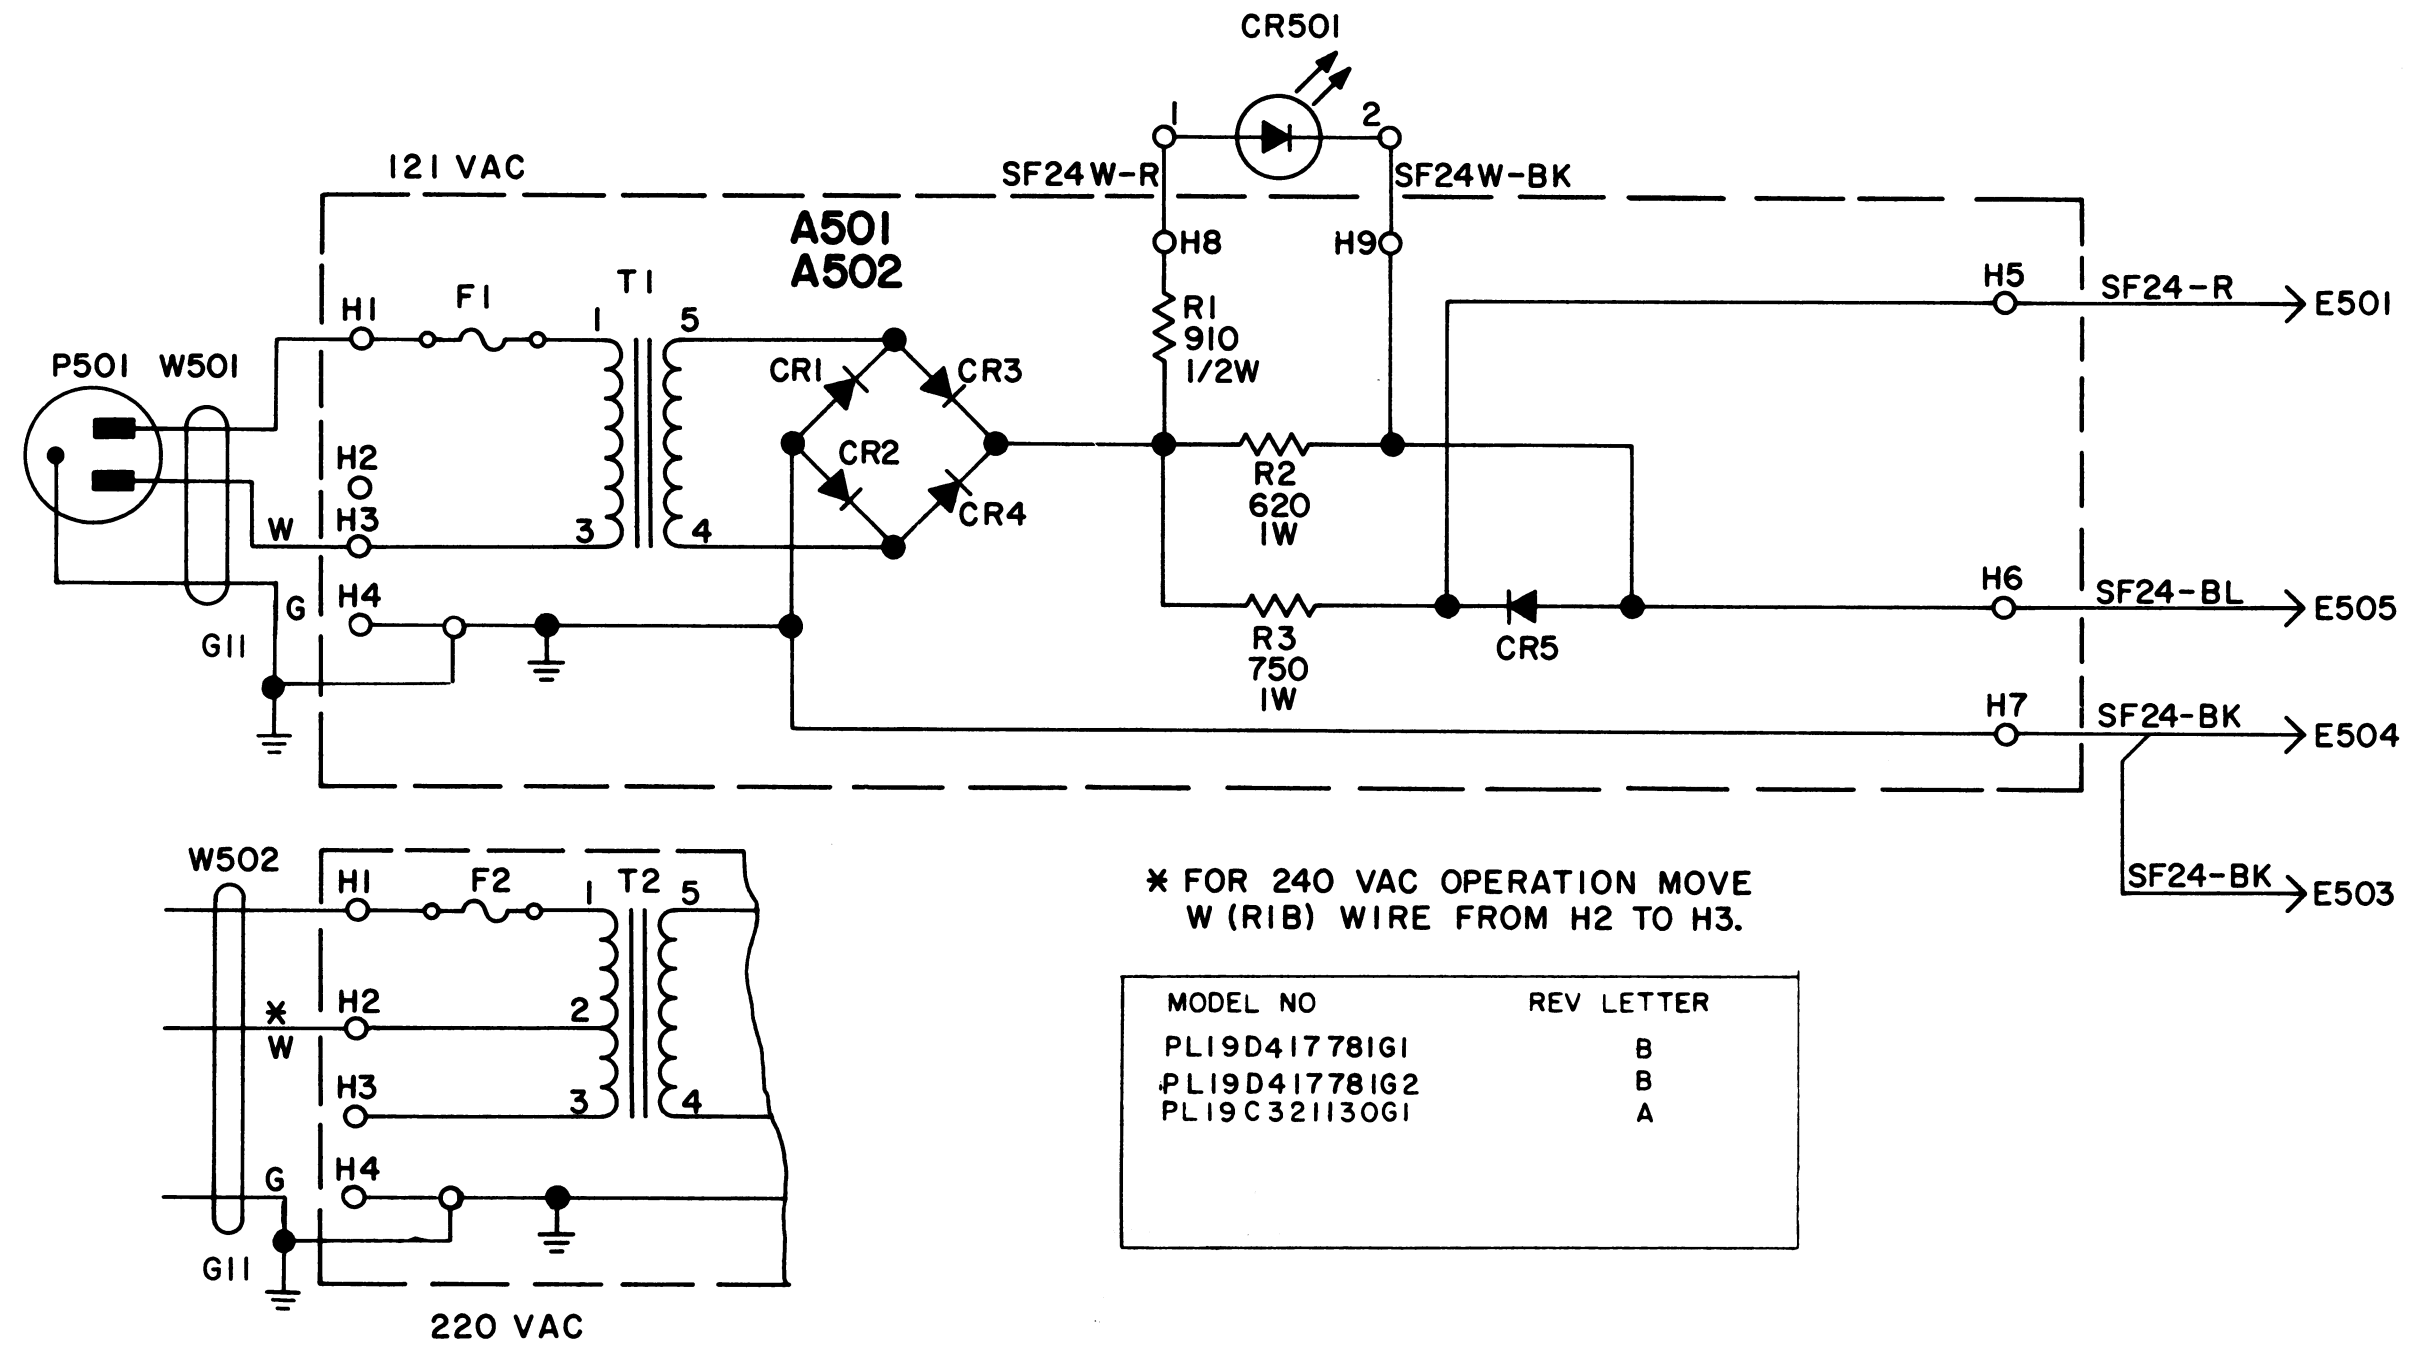 CR501
1
2
121 VAC
SF24W-R
SF24W-BK
A501
A502
H8
H9
H5
SF24-R
E501
H1
F1
T1
1
5
R1
910
1/2W
P501
W501
CR1
CR3
H2
CR2
R2
620
1W
W
H3
3
4
CR4
G
H4
H6
SF24-BL
E505
G11
R3
750
1W
CR5
H7
SF24-BK
E504
W502
H1
F2
1
T2
5
* FOR 240 VAC OPERATION MOVE
W (RIB) WIRE FROM H2 TO H3.
SF24-BK
E503
*
W
H2
2
MODEL NO REV LETTER
PL19D417781G1 B
PL19D417781G2 B
PL19C321130G1 A
H3
3
4
G
H4
G11
220 VAC